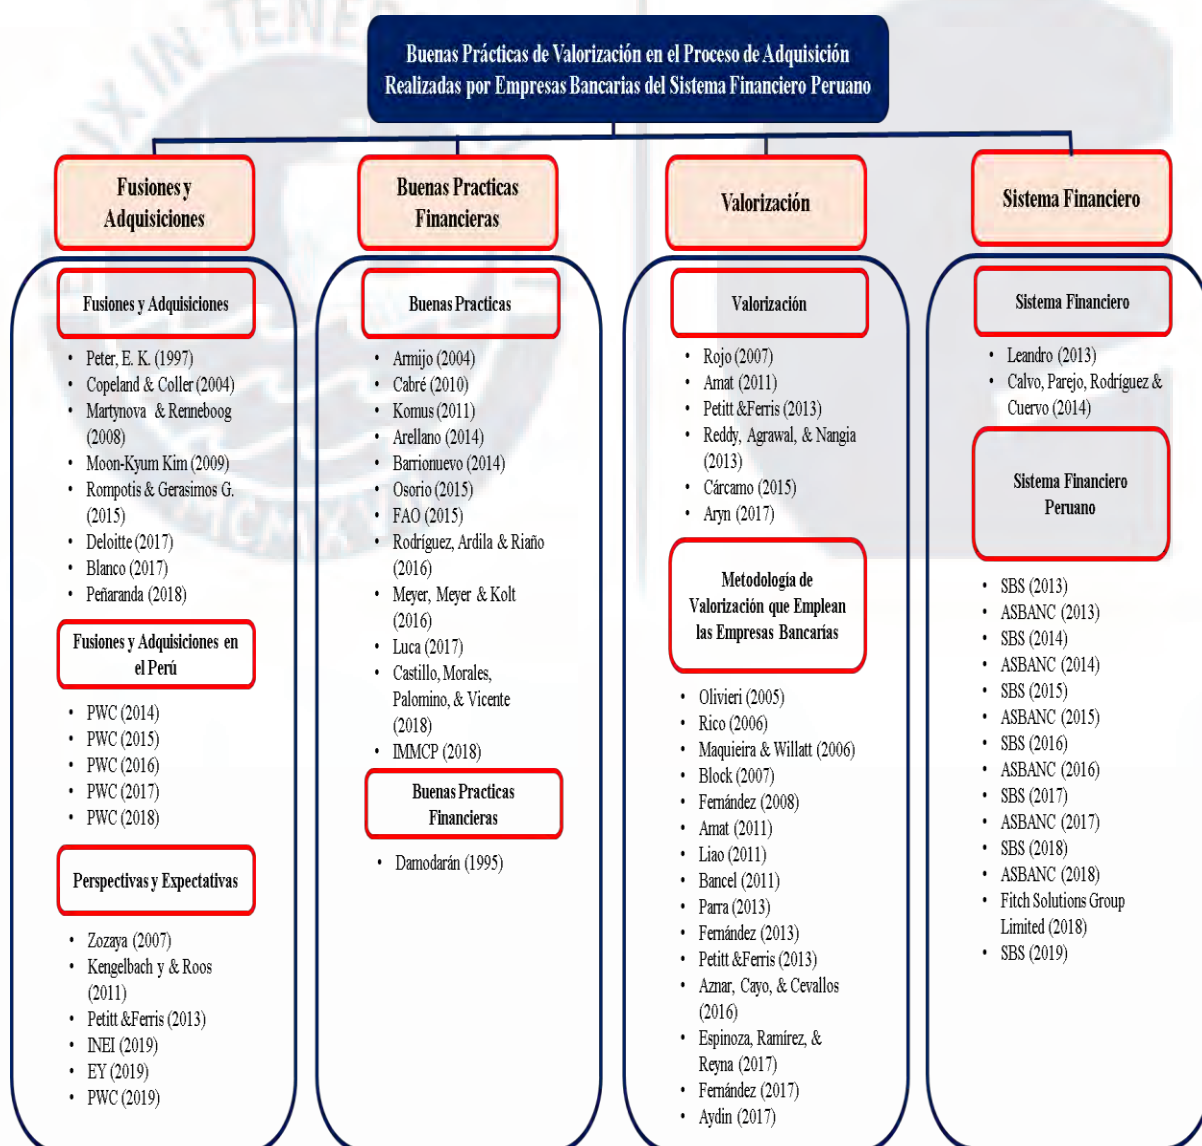 Buenas Prácticas de Valorización en el Proceso de Adquisición
Realizadas por Empresas Bancarias del Sistema Financiero Peruano
Fusiones y
Adquisiciones
Fusiones y Adquisiciones
• Peter, E. K. (1997)
• Copeland & Coller (2004)
• Martynova & Renneboog
(2008)
• Moon-Kyum Kim (2009)
• Rompotis & Gerasimos G.
(2015)
• Deloitte (2017)
• Blanco (2017)
• Peñaranda (2018)
Fusiones y Adquisiciones en
el Perú
• PWC (2014)
• PWC (2015)
• PWC (2016)
• PWC (2017)
• PWC (2018)
Perspectivas y Expectativas
• Zozaya (2007)
• Kengelbach y & Roos
(2011)
• Petitt &Ferris (2013)
• INEI (2019)
• EY (2019)
• PWC (2019)
Buenas Practicas
Financieras
Buenas Practicas
• Armijo (2004)
• Cabré (2010)
• Komus (2011)
• Arellano (2014)
• Barrionuevo (2014)
• Osorio (2015)
• FAO (2015)
• Rodríguez, Ardila & Riaño
(2016)
• Meyer, Meyer & Kolt
(2016)
• Luca (2017)
• Castillo, Morales,
Palomino, & Vicente
(2018)
• IMMCP (2018)
Buenas Practicas
Financieras
• Damodarán (1995)
Valorización
Valorización
• Rojo (2007)
• Amat (2011)
• Petitt &Ferris (2013)
• Reddy, Agrawal, & Nangia
(2013)
• Cárcamo (2015)
• Aryn (2017)
Metodología de
Valorización que Emplean
las Empresas Bancarías
• Olivieri (2005)
• Rico (2006)
• Maquieira & Willatt (2006)
• Block (2007)
• Fernández (2008)
• Amat (2011)
• Liao (2011)
• Bancel (2011)
• Parra (2013)
• Fernández (2013)
• Petitt &Ferris (2013)
• Aznar, Cayo, & Cevallos
(2016)
• Espinoza, Ramírez, &
Reyna (2017)
• Fernández (2017)
• Aydin (2017)
Sistema Financiero
Sistema Financiero
• Leandro (2013)
• Calvo, Parejo, Rodríguez &
Cuervo (2014)
Sistema Financiero
Peruano
• SBS (2013)
• ASBANC (2013)
• SBS (2014)
• ASBANC (2014)
• SBS (2015)
• ASBANC (2015)
• SBS (2016)
• ASBANC (2016)
• SBS (2017)
• ASBANC (2017)
• SBS (2018)
• ASBANC (2018)
• Fitch Solutions Group
Limited (2018)
• SBS (2019)